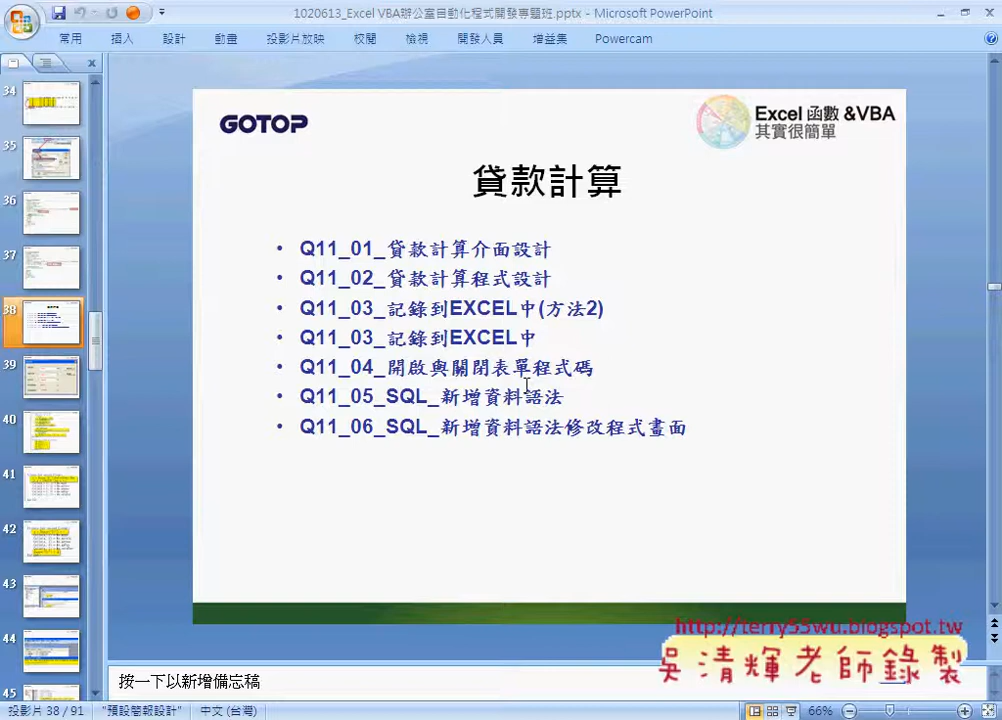 1020613_Excel VBA辦公室自動化程式開發專題班.pptx - Microsoft PowerPoint
常用 插入 設計 動畫 投影片放映 校閱 檢視 開發人員 增益集 Powercam
34
35
36
37
38
39
40
41
42
43
44
45
GOTOP
Excel 函數 &VBA
其實很簡單
貸款計算
• Q11_01_貸款計算介面設計
• Q11_02_貸款計算程式設計
• Q11_03_記錄到EXCEL中(方法2)
• Q11_03_記錄到EXCEL中
• Q11_04_開啟與關閉表單程式碼
• Q11_05_SQL_新增資料語法
• Q11_06_SQL_新增資料語法修改程式畫面
http://terry55wu.blogspot.tw
吳清輝老師錄製
按一下以新增備忘稿
投影片 38 / 91 "預設簡報設計" 中文 (台灣) 66%